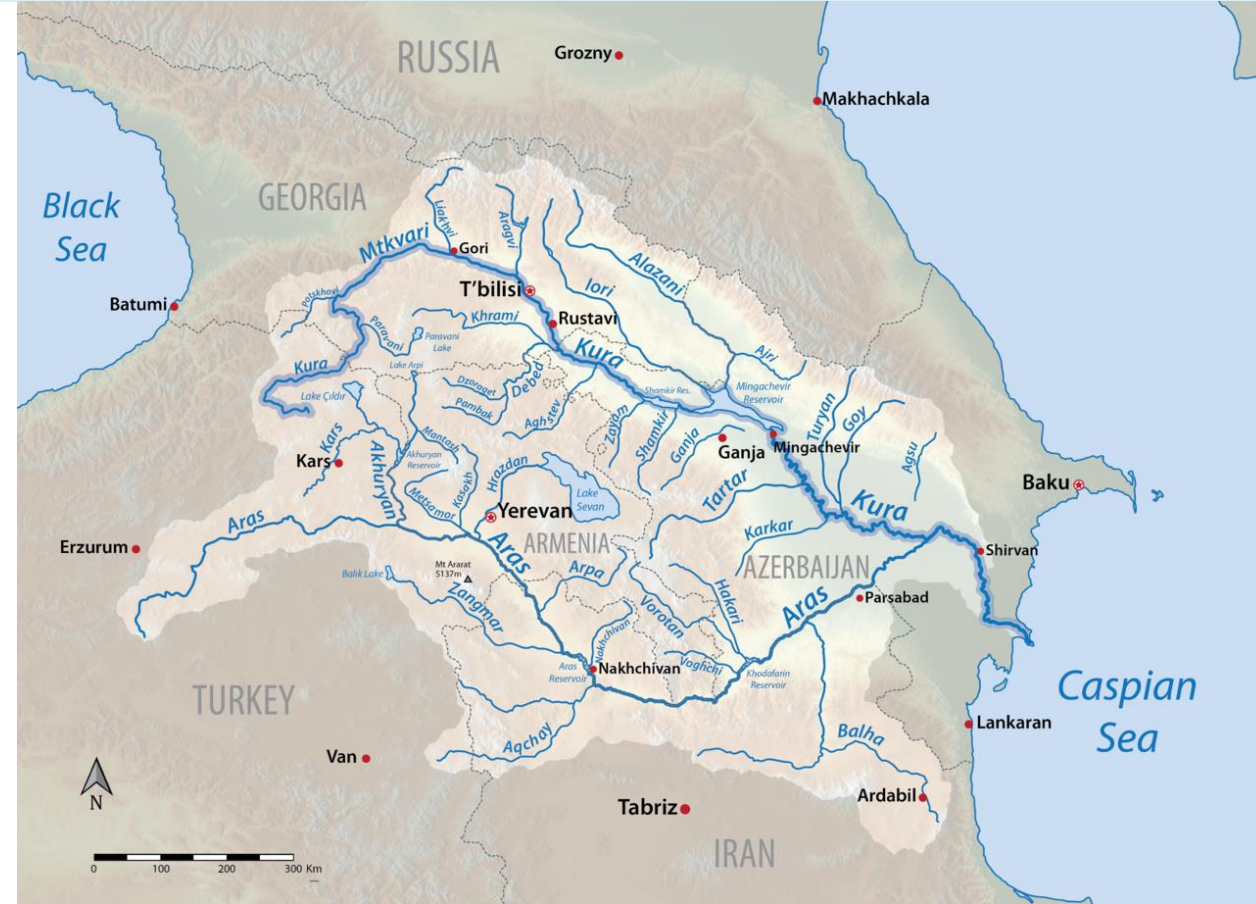 RUSSIA
Grozny
Makhachkala
GEORGIA
Black
Sea
Liakhvi
Aragvi
Mtkvari
Gori
Alazani
T'bilisi
Iori
Potskhovi
Batumi
Khrami
Rustavi
Paravani
Paravani
Lake
Kura
Ajri
Kura
Lake Arpi
Debed
Dzoraget
Shamkir Res.
Mingachevir
Reservoir
Lake Çıldır
Pambak
Aghstev
Zayam
Shamkir
Ganja
Turyan
Goy
Agsu
Kars
Kars
Akhuryan
Mantash
Akhuryan
Reservoir
Ganja
Mingachevir
Metsamor
Kasakh
Hrazdan
Tartar
Baku
Lake
Sevan
Yerevan
Kura
Aras
Karkar
Erzurum
ARMENIA
Aras
Shirvan
AZERBAIJAN
Mt Ararat
5137m
Balık Lake
Arpa
Zangmar
Vorotan
Hakari
Aras
Parsabad
Nakhchivan
Aras
Reservoir
Nakhchivan
Voghchi
Khodafarin
Reservoir
TURKEY
Caspian
Sea
Lankaran
Aqchay
Balha
Van
Ardabil
Tabriz
N
IRAN
0 100 200 300 Km